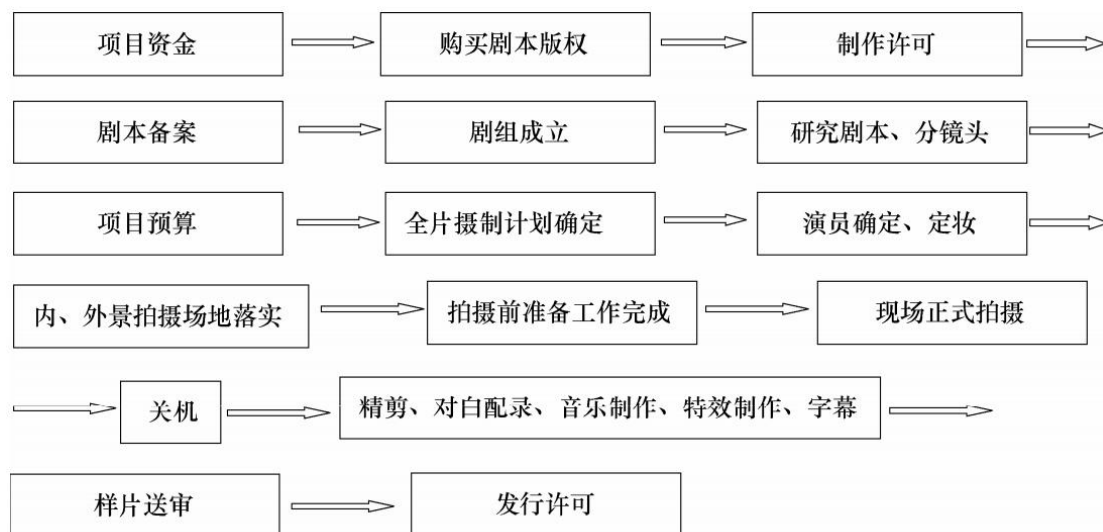 项目资金 购买剧本版权 制作许可
剧本备案 剧组成立 研究剧本、分镜头
项目预算 全片摄制计划确定 演员确定、定妆
内、外景拍摄场地落实 拍摄前准备工作完成 现场正式拍摄
关机 精剪、对白配录、音乐制作、特效制作、字幕
样片送审 发行许可